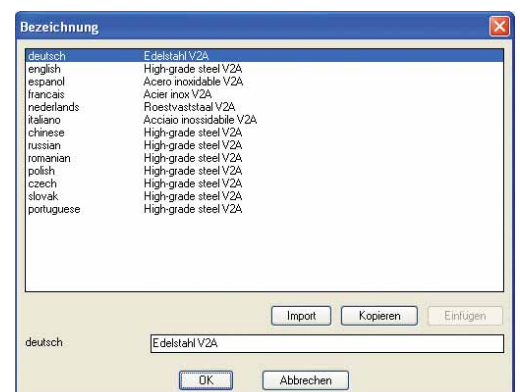 Bezeichnung
deutsch Edelstahl V2A
english High-grade steel V2A
espanol Acero inoxidable V2A
francais Acier inox V2A
nederlands Roestvaststaal V2A
italiano Acciaio inossidabile V2A
chinese High-grade steel V2A
russian High-grade steel V2A
romanian High-grade steel V2A
polish High-grade steel V2A
czech High-grade steel V2A
slovak High-grade steel V2A
portuguese High-grade steel V2A
Import Kopieren Einfügen
deutsch Edelstahl V2A
OK Abbrechen